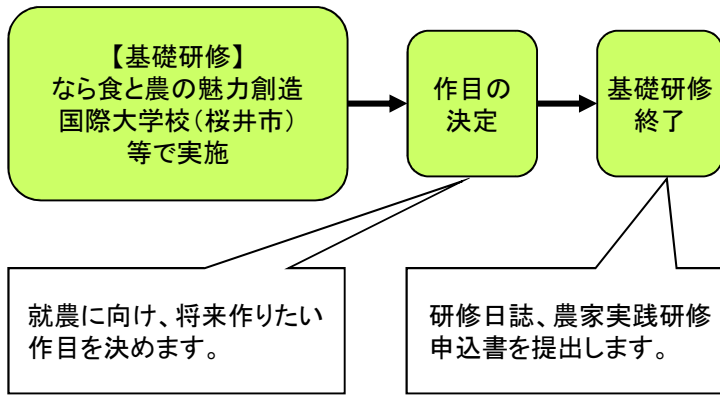 【基礎研修】
なら食と農の魅力創造
国際大学校(桜井市)
等で実施
作目の
決定
基礎研修
終了
就農に向け、将来作りたい
作目を決めます。
研修日誌、農家実践研修
申込書を提出します。